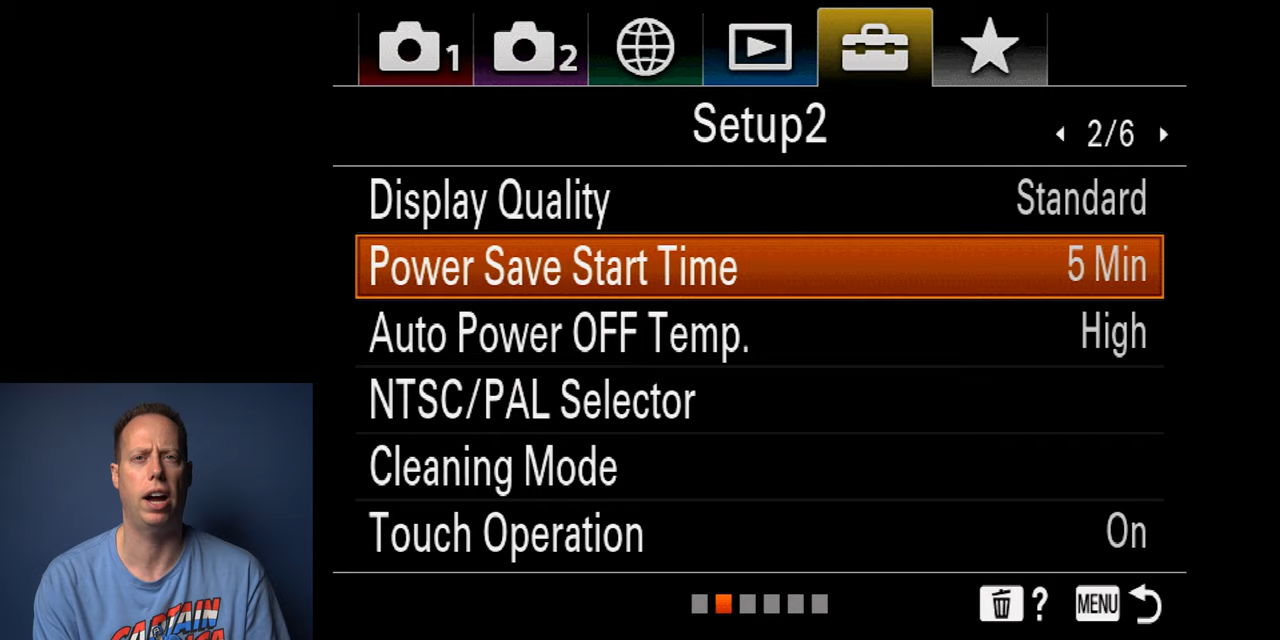 1 2
Setup2
2/6
Display Quality Standard
Power Save Start Time 5 Min
Auto Power OFF Temp. High
NTSC/PAL Selector
Cleaning Mode
Touch Operation On
? MENU
CAPTAIN